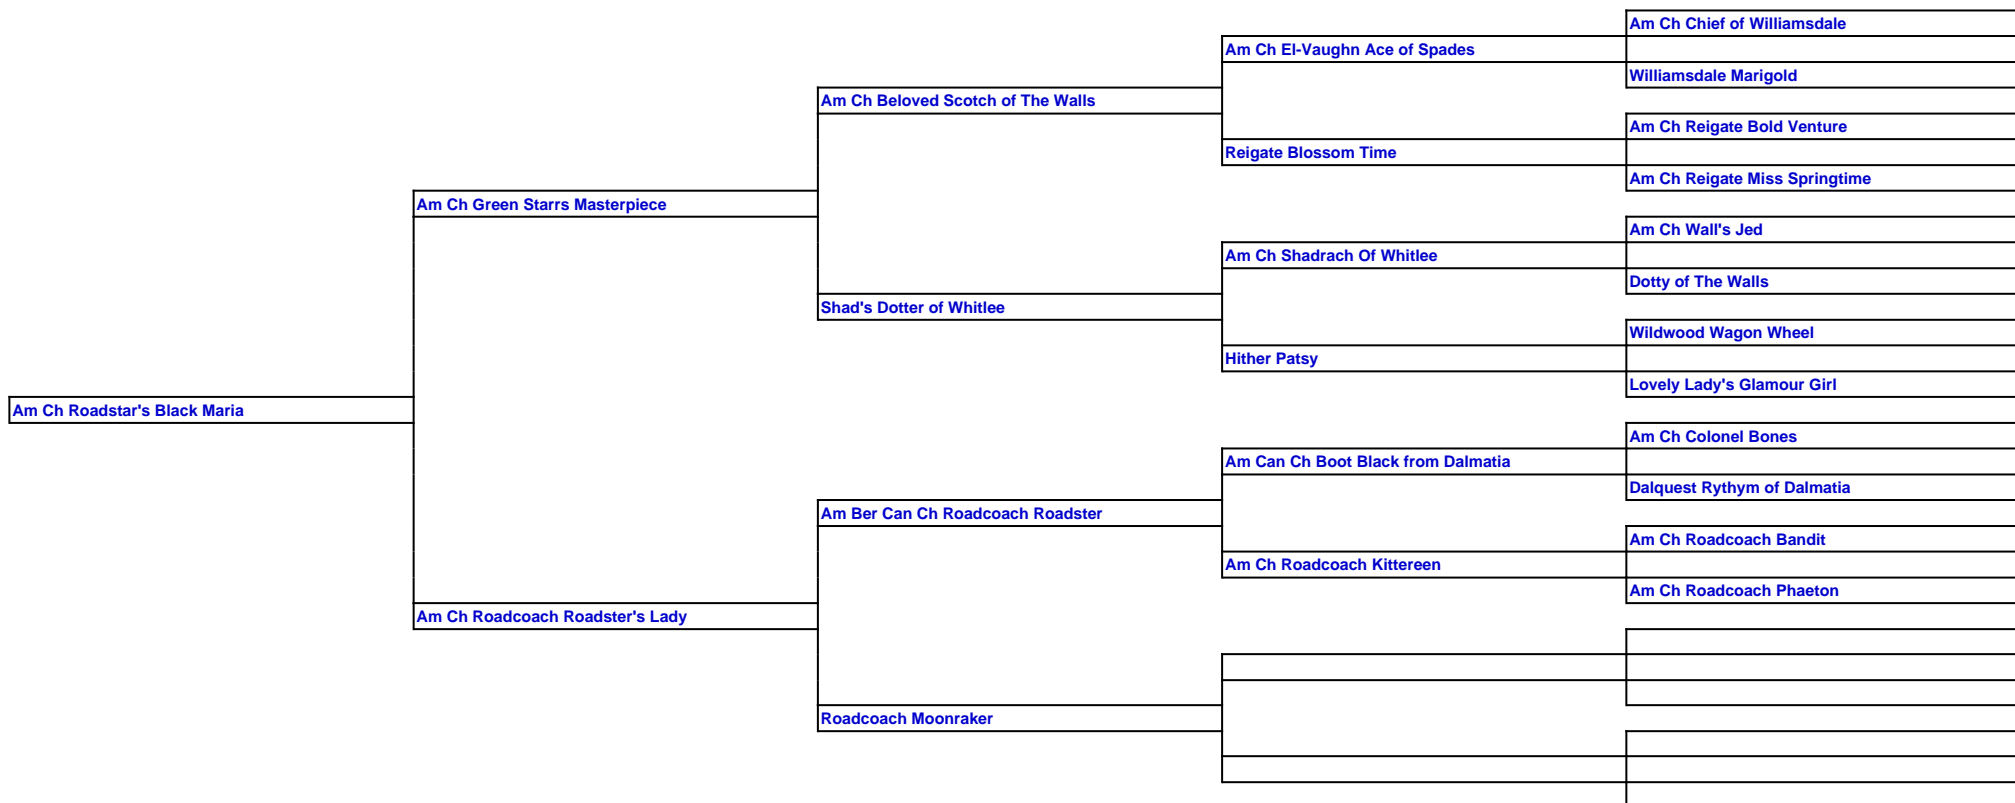 Am Ch Chief of Williamsdale
Am Ch El-Vaughn Ace of Spades
Williamsdale Marigold
Am Ch Beloved Scotch of The Walls
Am Ch Reigate Bold Venture
Reigate Blossom Time
Am Ch Reigate Miss Springtime
Am Ch Green Starrs Masterpiece
Am Ch Wall's Jed
Am Ch Shadrach Of Whitlee
Dotty of The Walls
Shad's Dotter of Whitlee
Wildwood Wagon Wheel
Hither Patsy
Lovely Lady's Glamour Girl
Am Ch Roadstar's Black Maria
Am Ch Colonel Bones
Am Can Ch Boot Black from Dalmatia
Dalquest Rythym of Dalmatia
Am Ber Can Ch Roadcoach Roadster
Am Ch Roadcoach Bandit
Am Ch Roadcoach Kittereen
Am Ch Roadcoach Phaeton
Am Ch Roadcoach Roadster's Lady
Roadcoach Moonraker